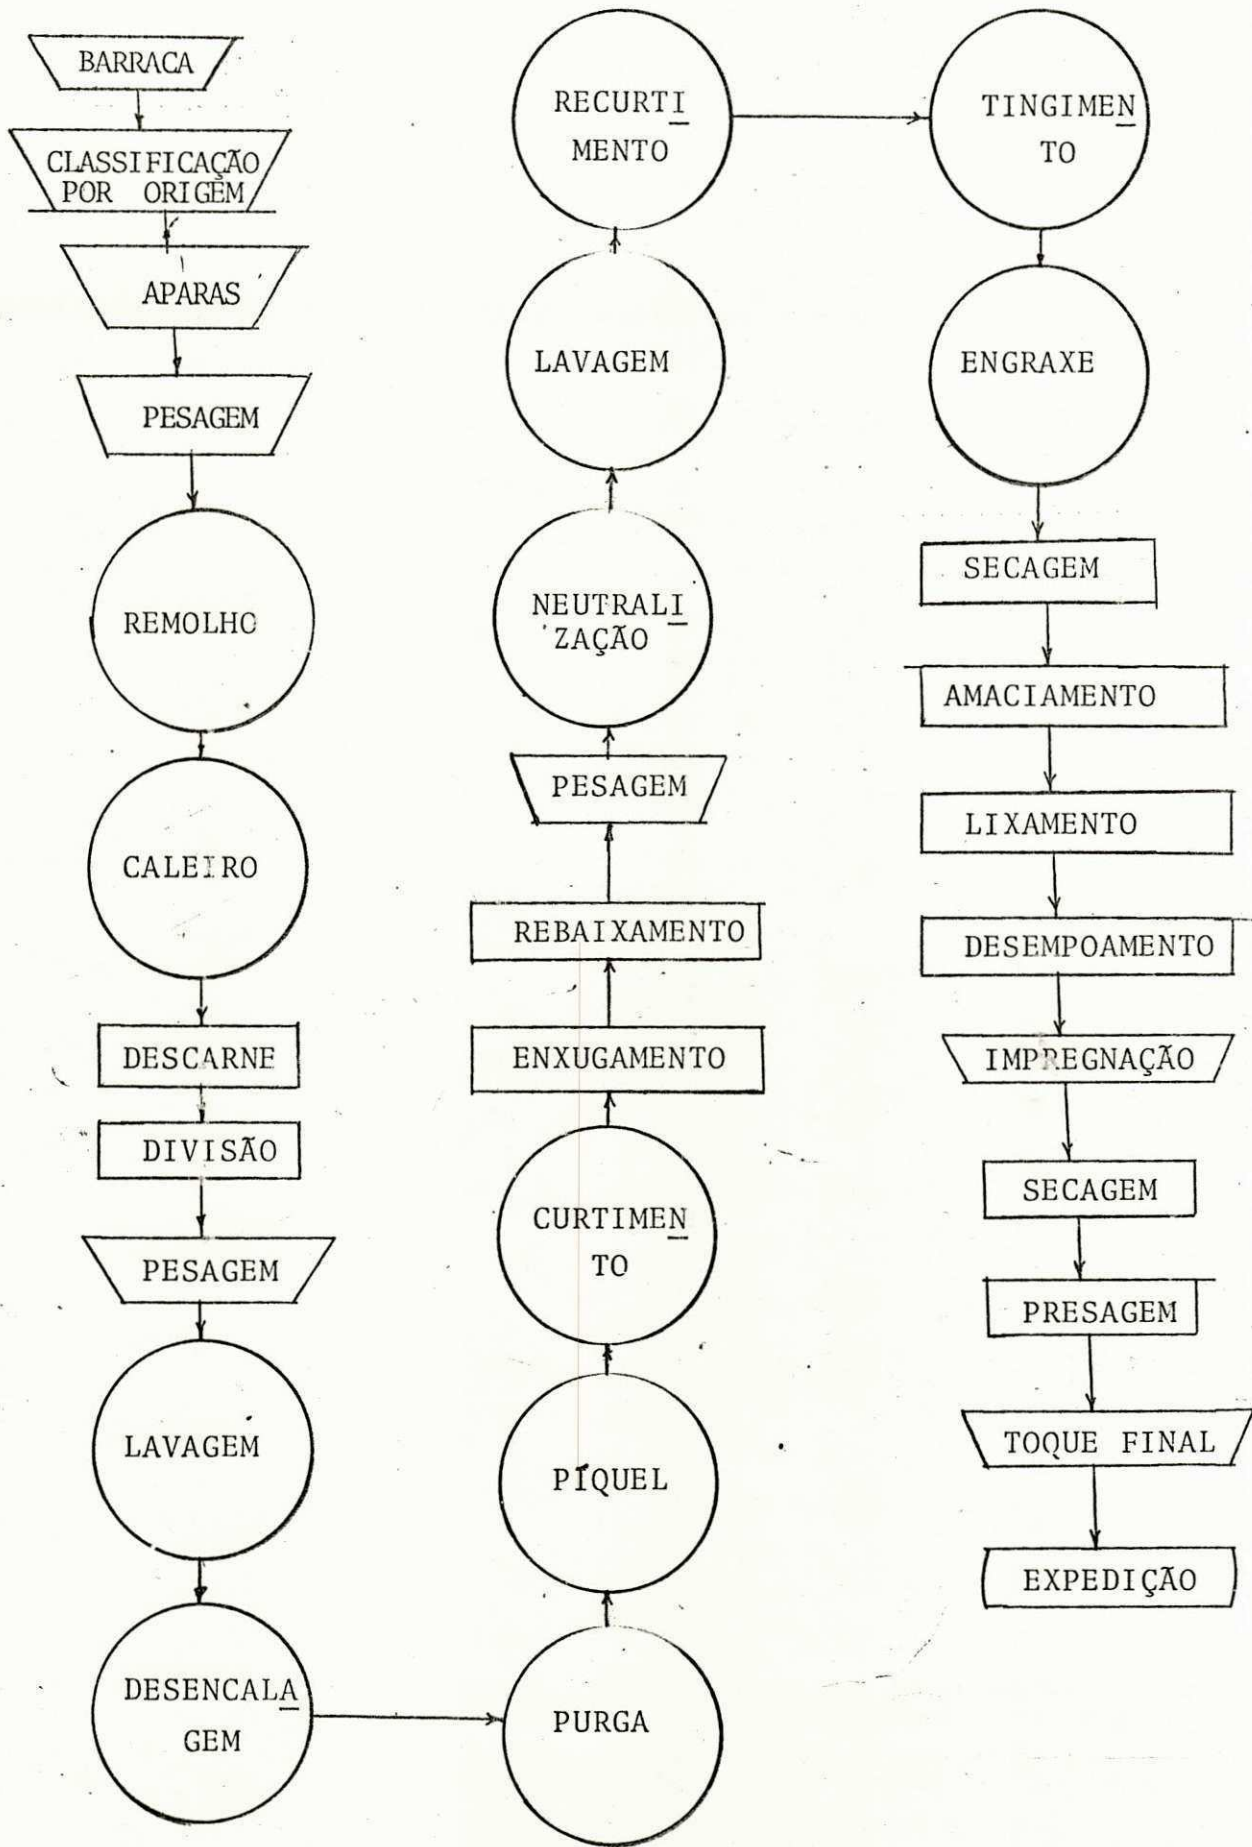 BARRACA
CLASSIFICAÇÃO
POR ORIGEM
APARAS
PESAGEM
REMOLHO
CALEIRO
DESCARNE
DIVISÃO
PESAGEM
LAVAGEM
DESENCALA
GEM
PURGA
PÍQUEL
CURTIMEN
TO
ENXUGAMENTO
REBAIXAMENTO
PESAGEM
NEUTRALI
ZAÇÃO
LAVAGEM
RECURTI
MENTO
TINGIMEN
TO
ENGRAXE
SECAGEM
AMACIAMENTO
LIXAMENTO
DESEMPOAMENTO
IMPREGNAÇÃO
SECAGEM
PRESAGEM
TOQUE FINAL
EXPEDIÇÃO